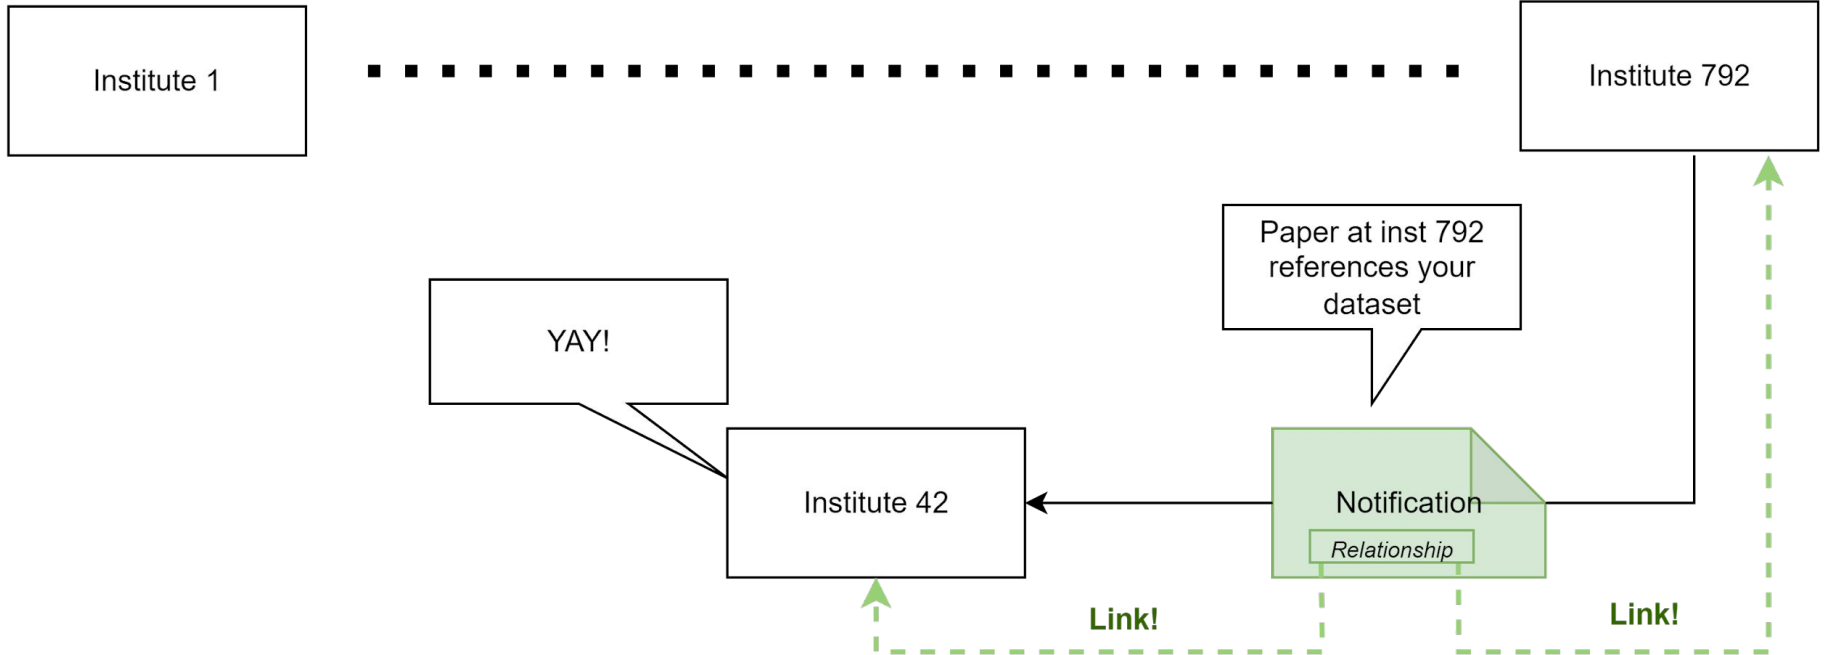 Institute 1
Institute 792
Paper at inst 792
references your
dataset
YAY!
Institute 42
Notification
Relationship
Link!
Link!